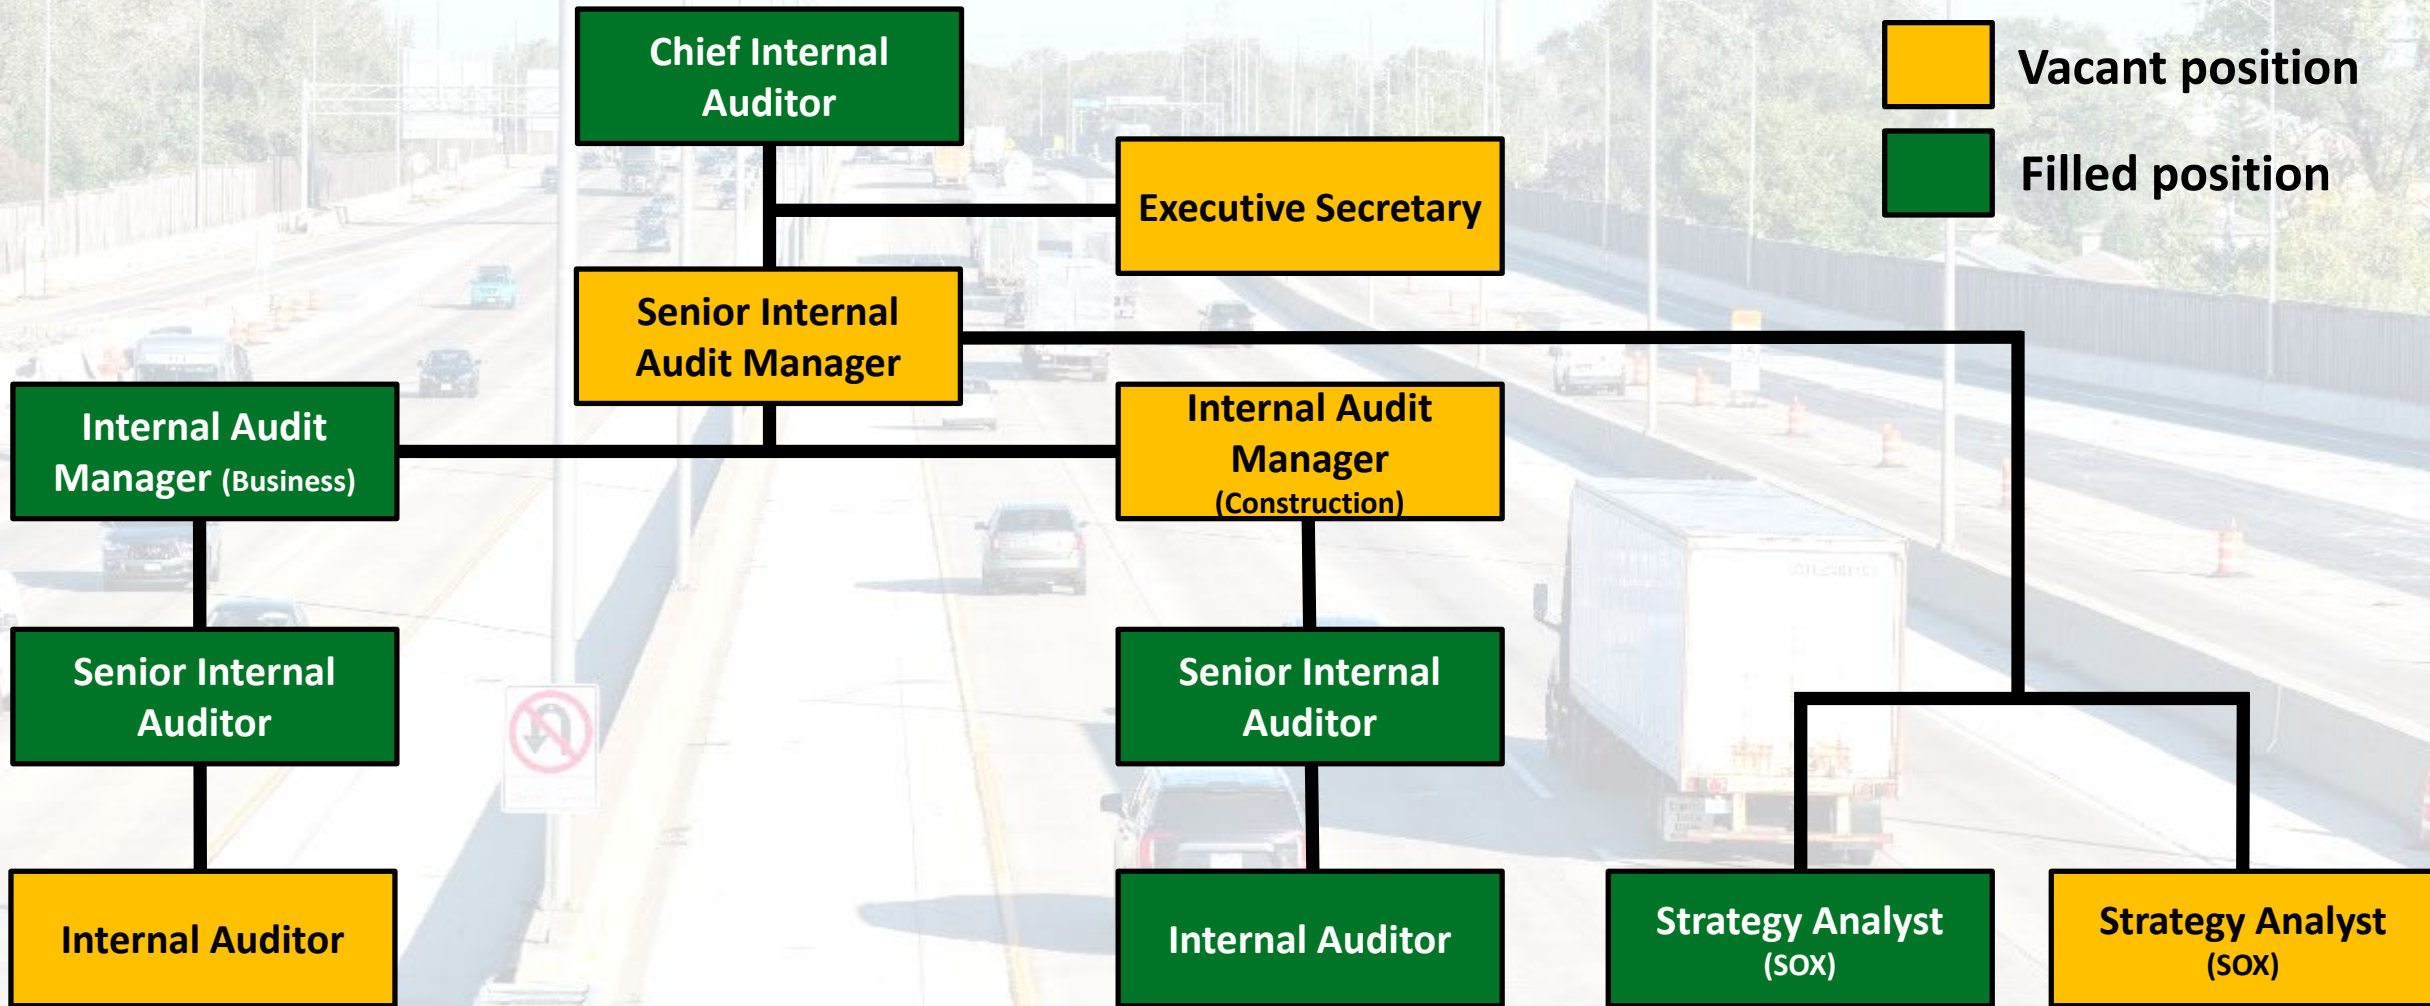 Chief Internal
Auditor
Vacant position
Filled position
Executive Secretary
Senior Internal
Audit Manager
Internal Audit
Manager (Business)
Internal Audit
Manager
(Construction)
Senior Internal
Auditor
Senior Internal
Auditor
Internal Auditor
Internal Auditor
Strategy Analyst
(SOX)
Strategy Analyst
(SOX)